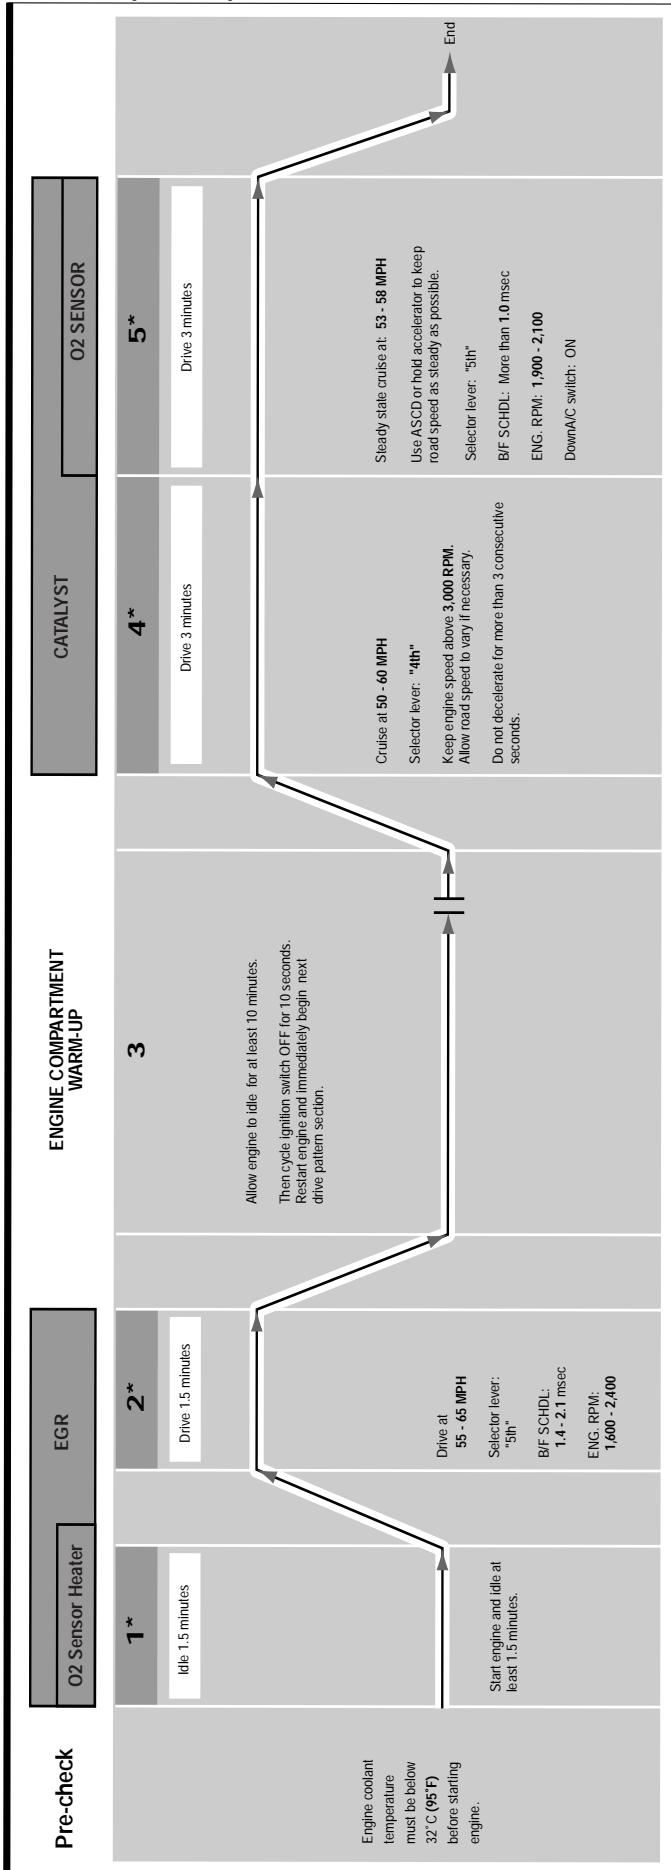 Pre-check
Engine coolant
temperature
must be below
32˚C (95˚F)
before starting
engine.
EGR
O2 Sensor Heater
1*
Idle 1.5 minutes
Start engine and idle at
least 1.5 minutes.
2*
Drive 1.5 minutes
Drive at
55 - 65 MPH
Selector lever:
"5th"
B/F SCHDL:
1.4 - 2.1 msec
ENG. RPM:
1,600 - 2,400
ENGINE COMPARTMENT
WARM-UP
3
Allow engine to idle for at least 10 minutes.
Then cycle ignition switch OFF for 10 seconds.
Restart engine and immediately begin next
drive pattern section.
CATALYST
4*
Drive 3 minutes
Cruise at 50 - 60 MPH
Selector lever: "4th"
Keep engine speed above 3,000 RPM.
Allow road speed to vary if necessary.
Do not decelerate for more than 3 consecutive
seconds.
O2 SENSOR
5*
Drive 3 minutes
Steady state cruise at: 53 - 58 MPH
Use ASCD or hold accelerator to keep
road speed as steady as possible.
Selector lever: "5th"
B/F SCHDL: More than 1.0 msec
ENG. RPM: 1,900 - 2,100
DownA/C switch: ON
End